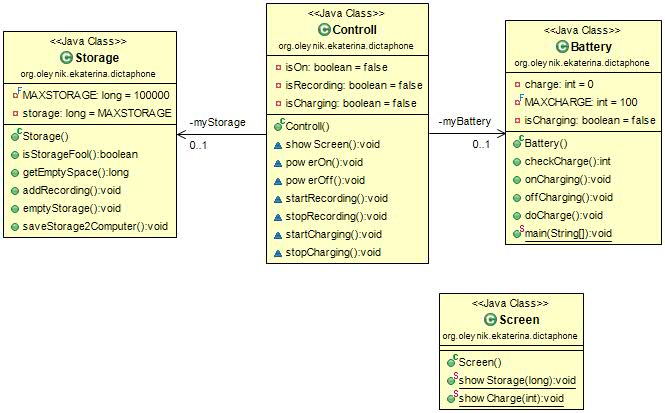 <<Java Class>>
Storage
org.oleynik.ekaterina.dictaphone
MAXSTORAGE: long = 100000
storage: long = MAXSTORAGE
Storage()
isStorageFool():boolean
getEmptySpace():long
addRecording():void
emptyStorage():void
saveStorage2Computer():void
-myStorage
0..1
<<Java Class>>
Controll
org.oleynik.ekaterina.dictaphone
isOn: boolean = false
isRecording: boolean = false
isCharging: boolean = false
Controll()
showScreen():void
powerOn():void
powerOff():void
startRecording():void
stopRecording():void
startCharging():void
stopCharging():void
-myBattery
0..1
<<Java Class>>
Battery
org.oleynik.ekaterina.dictaphone
charge: int = 0
MAXCHARGE: int = 100
isCharging: boolean = false
Battery()
checkCharge():int
onCharging():void
offCharging():void
doCharge():void
main(String[]):void
<<Java Class>>
Screen
org.oleynik.ekaterina.dictaphone
Screen()
showStorage(long):void
showCharge(int):void